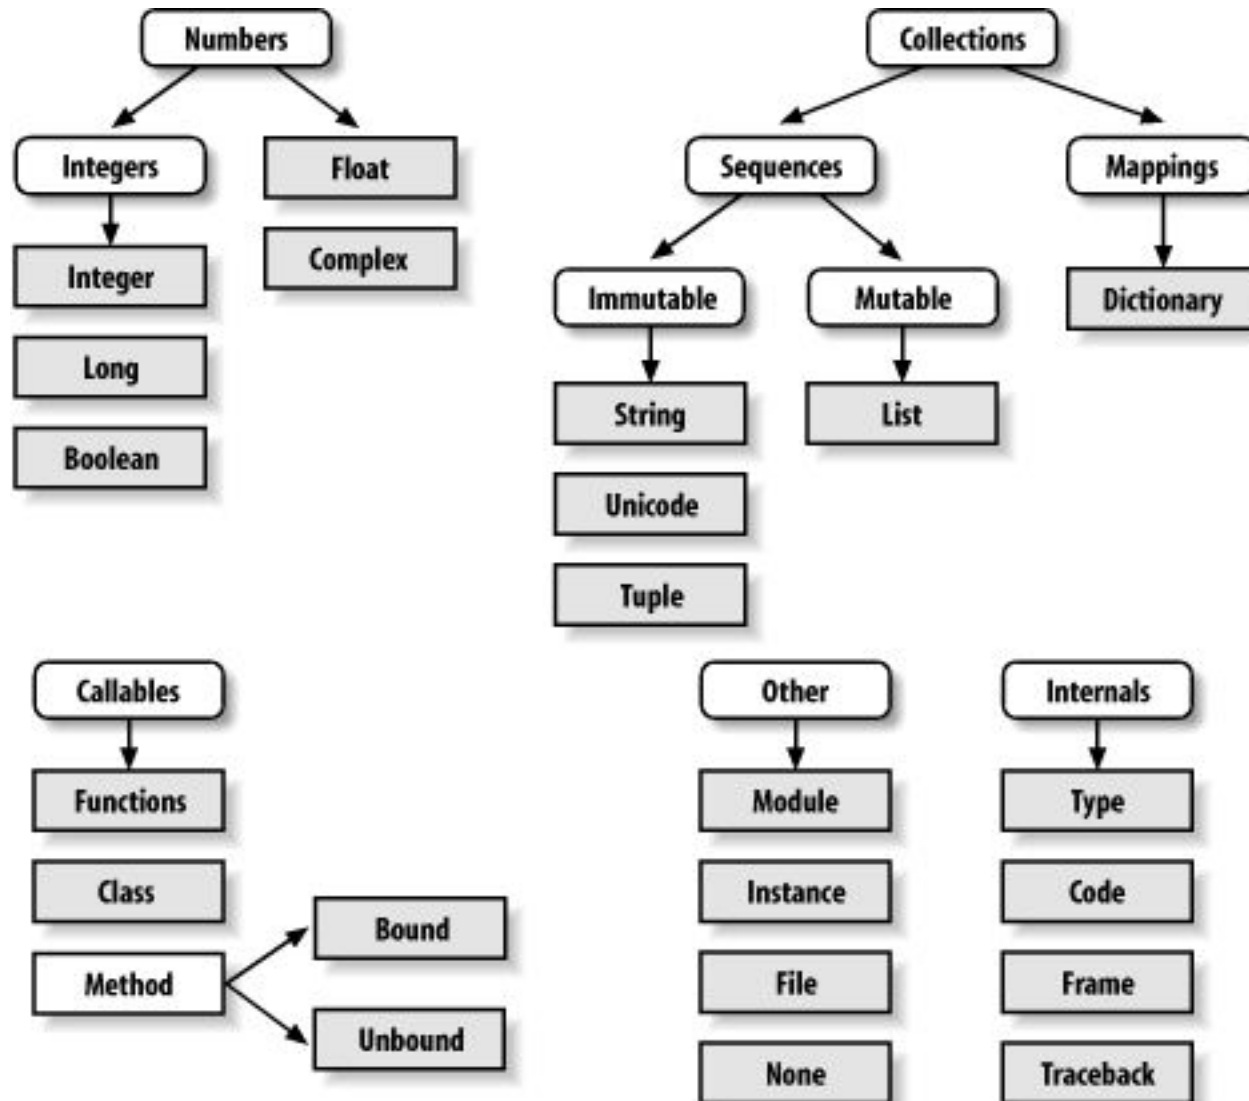 Numbers
Integers
Float
Integer
Complex
Long
Boolean
Collections
Sequences
Mappings
Immutable
Mutable
Dictionary
String
List
Unicode
Tuple
Callables
Functions
Class
Method
Bound
Unbound
Other
Module
Instance
File
None
Internals
Type
Code
Frame
Traceback